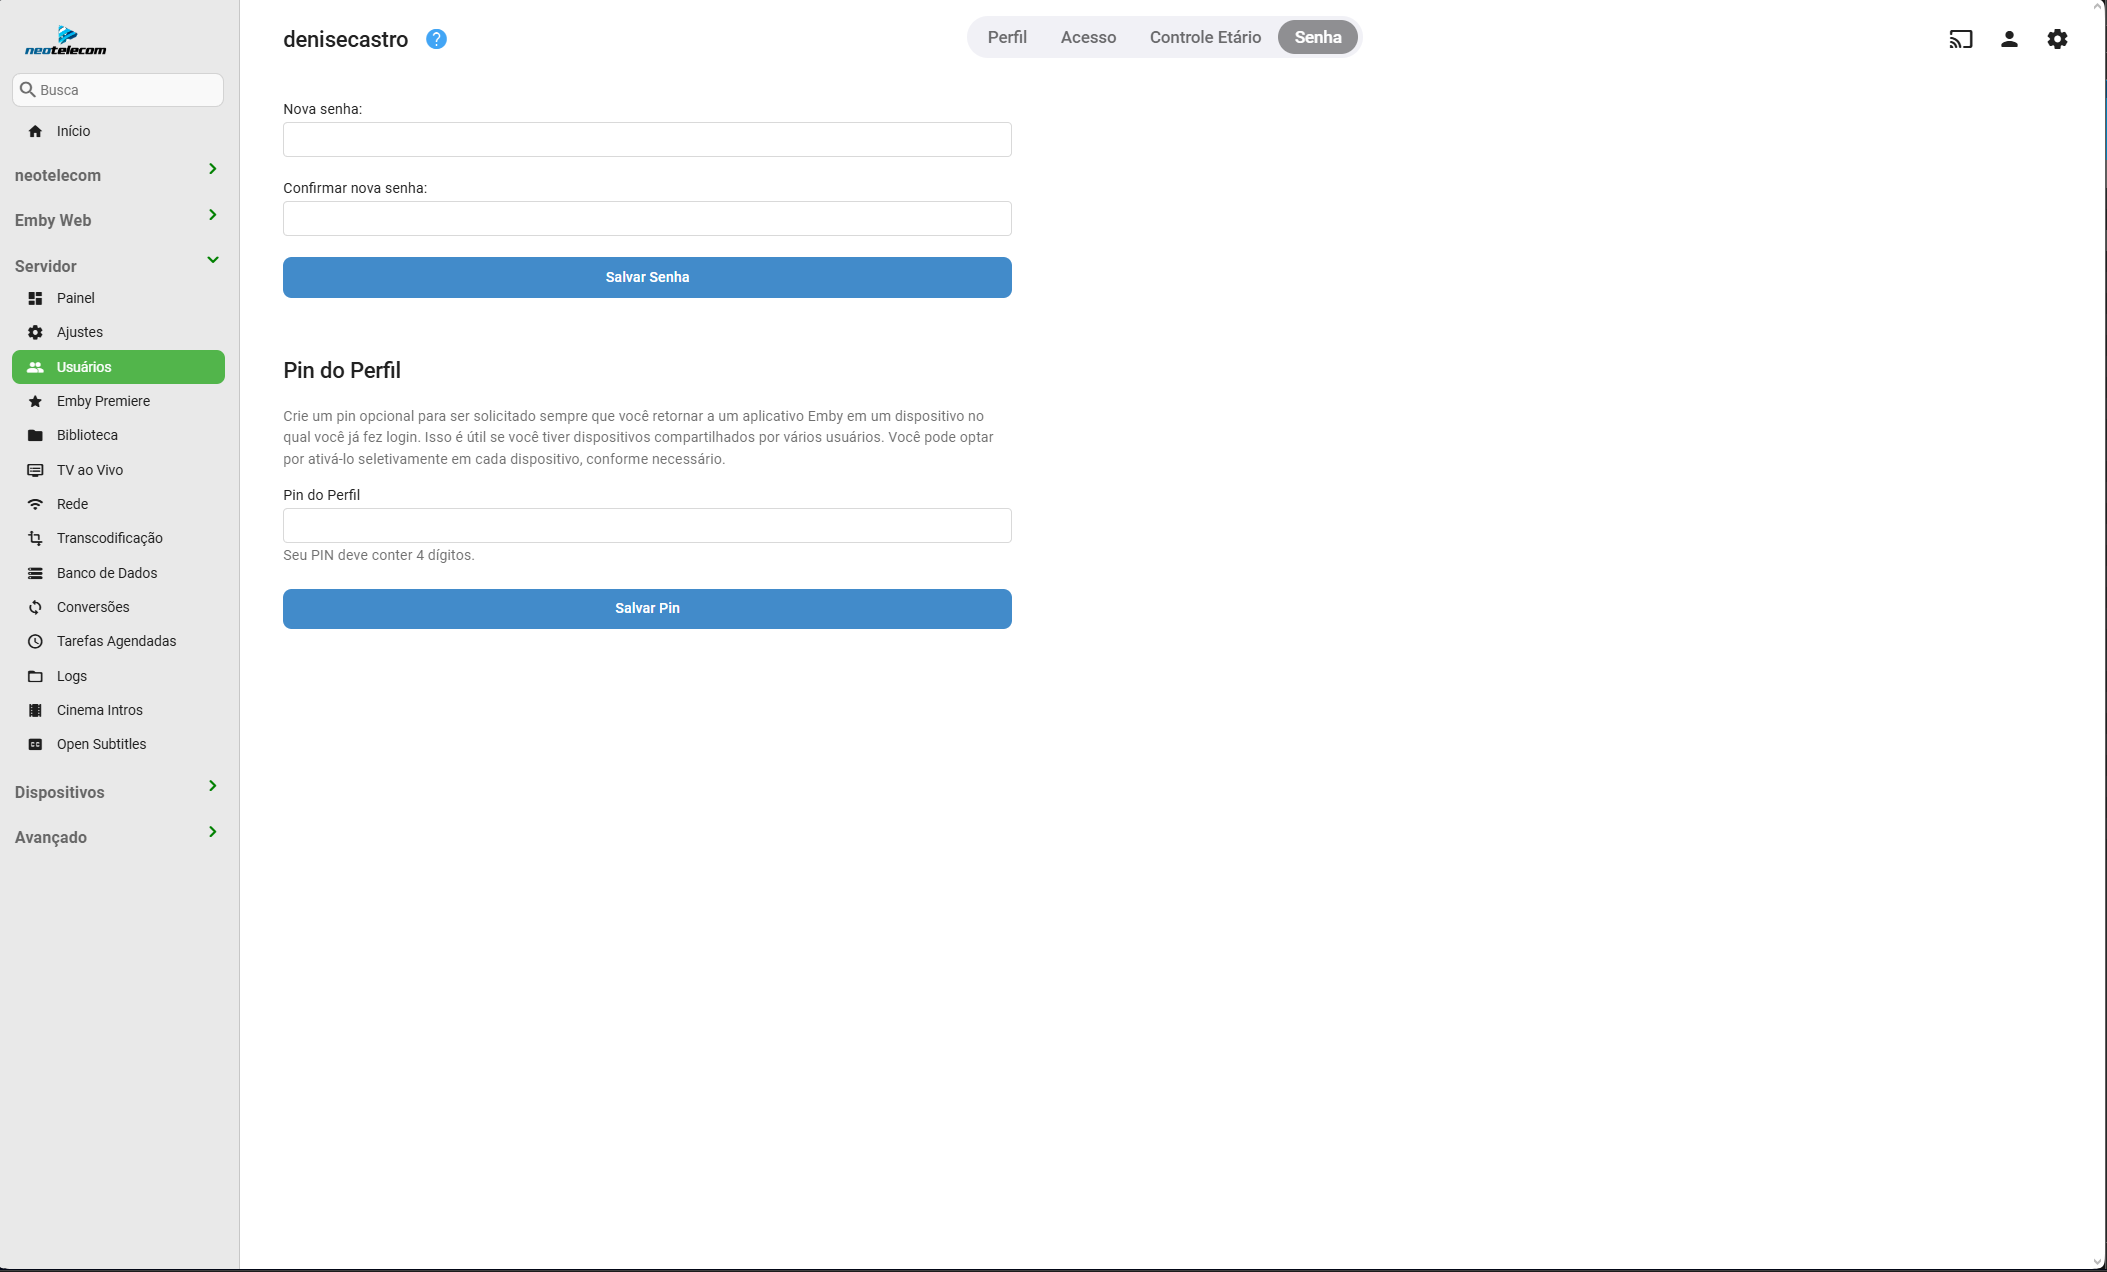 neotelecom
Busca
Início
neotelecom
Emby Web
Servidor
Painel
Ajustes
Usuários
Emby Premiere
Biblioteca
TV ao Vivo
Rede
Transcodificação
Banco de Dados
Conversões
Tarefas Agendadas
Logs
Cinema Intros
CC Open Subtitles
Dispositivos
Avançado
denisecastro ?
Perfil Acesso Controle Etário Senha
Nova senha:
Confirmar nova senha:
Salvar Senha
Pin do Perfil
Crie um pin opcional para ser solicitado sempre que você retornar a um aplicativo Emby em um dispositivo no
qual você já fez login. Isso é útil se você tiver dispositivos compartilhados por vários usuários. Você pode optar
por ativá-lo seletivamente em cada dispositivo, conforme necessário.
Pin do Perfil
Seu PIN deve conter 4 dígitos.
Salvar Pin